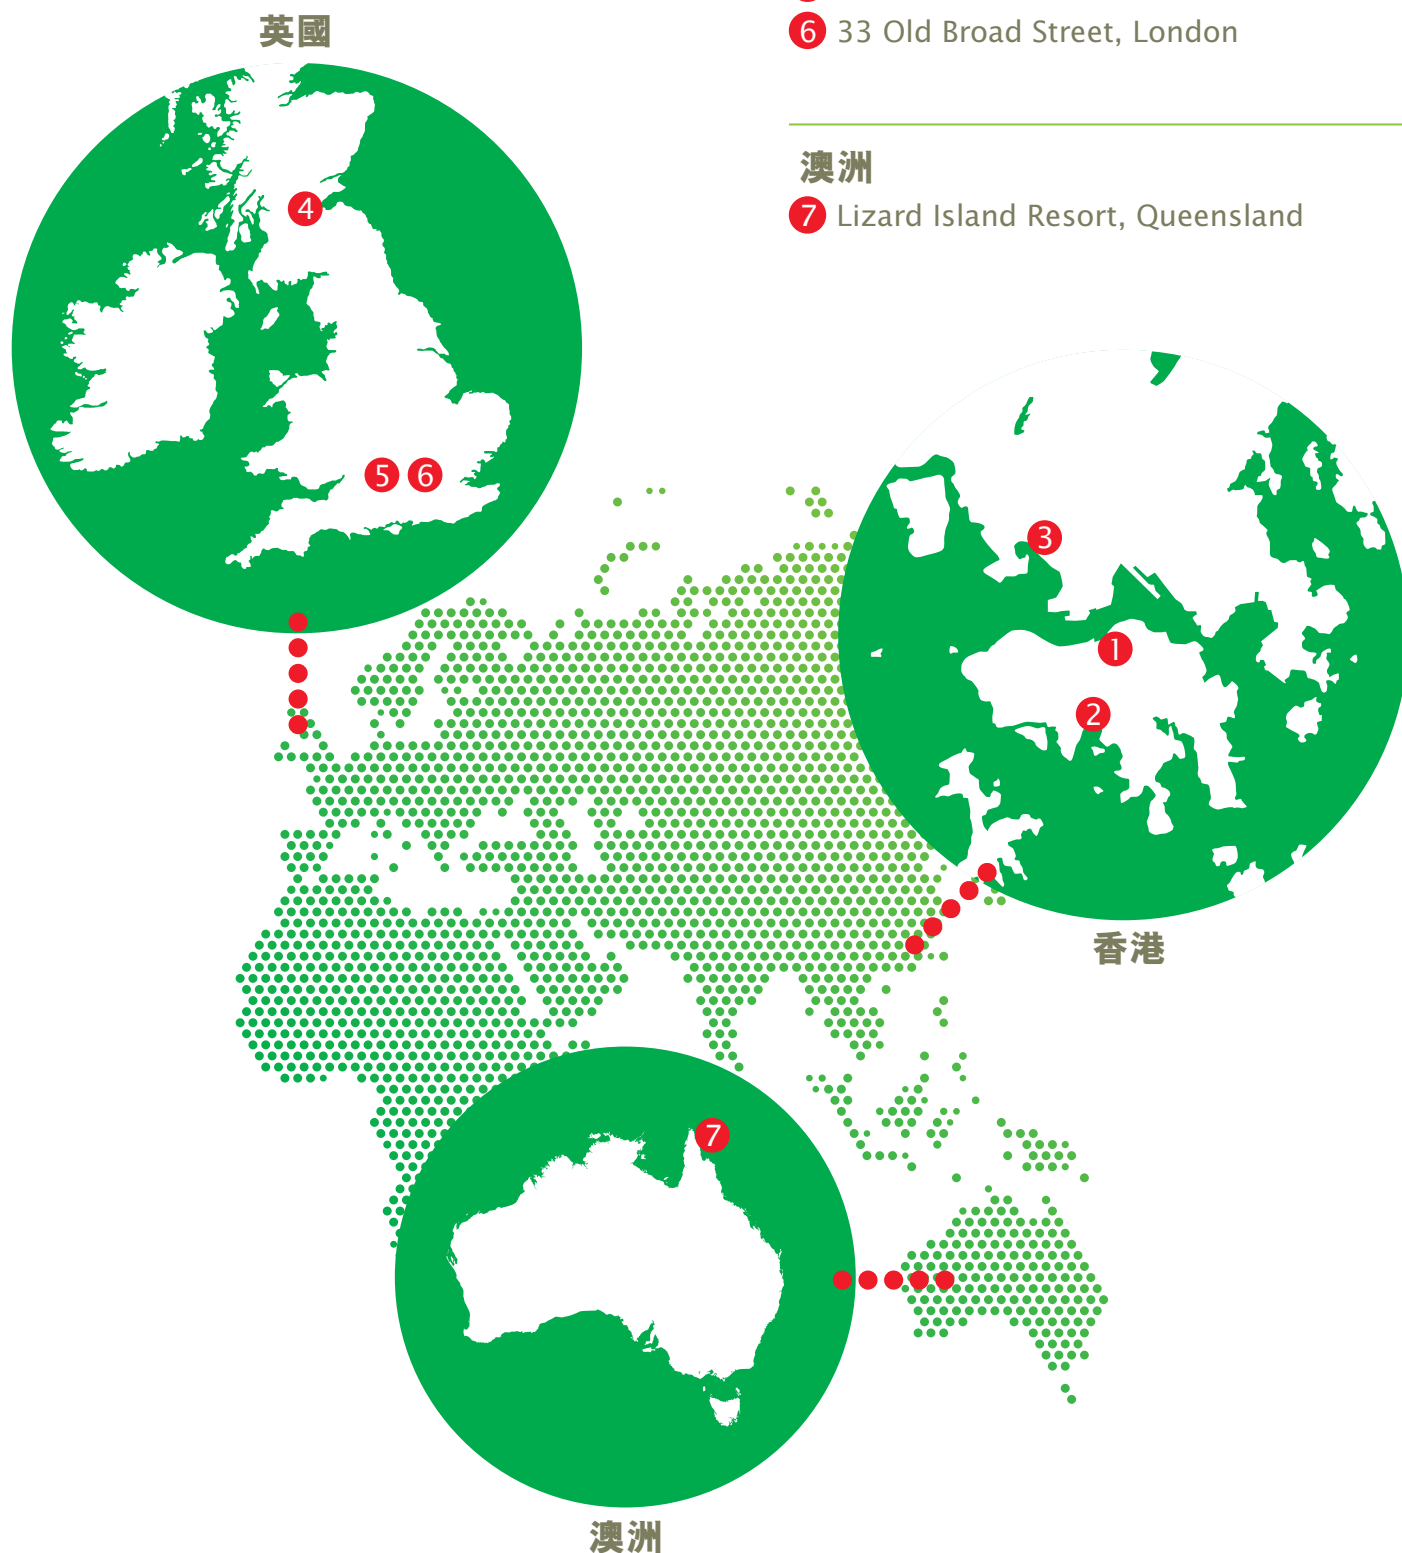 英國
6 33 Old Broad Street, London
澳洲
7 Lizard Island Resort, Queensland
4
5 6
3
1
2
香港
7
澳洲